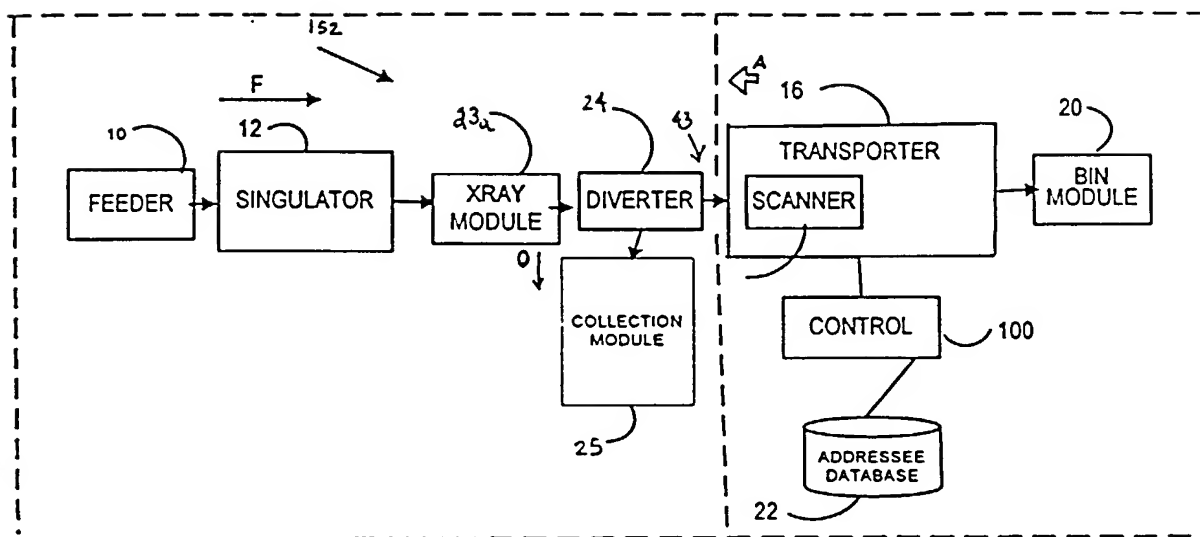 152
A
F
10
12
23a
24
43
16
20
FEEDER
SINGULATOR
XRAY
MODULE
DIVERTER
TRANSPORTER
SCANNER
BIN
MODULE
O
COLLECTION
MODULE
CONTROL
100
25
ADDRESSEE
DATABASE
22